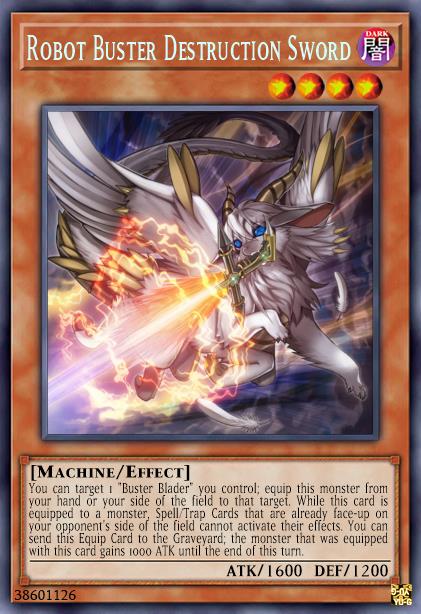 ROBOT BUSTER DESTRUCTION SWORD
DARK
闇
[MACHINE/EFFECT]
You can target 1 "Buster Blader" you control; equip this monster from
your hand or your side of the field to that target. While this card is
equipped to a monster, Spell/Trap Cards that are already face-up on
your opponent's side of the field cannot activate their effects. You can
send this Equip Card to the Graveyard; the monster that was equipped
with this card gains 1000 ATK until the end of this turn.
ATK/1600 DEF/1200
38601126